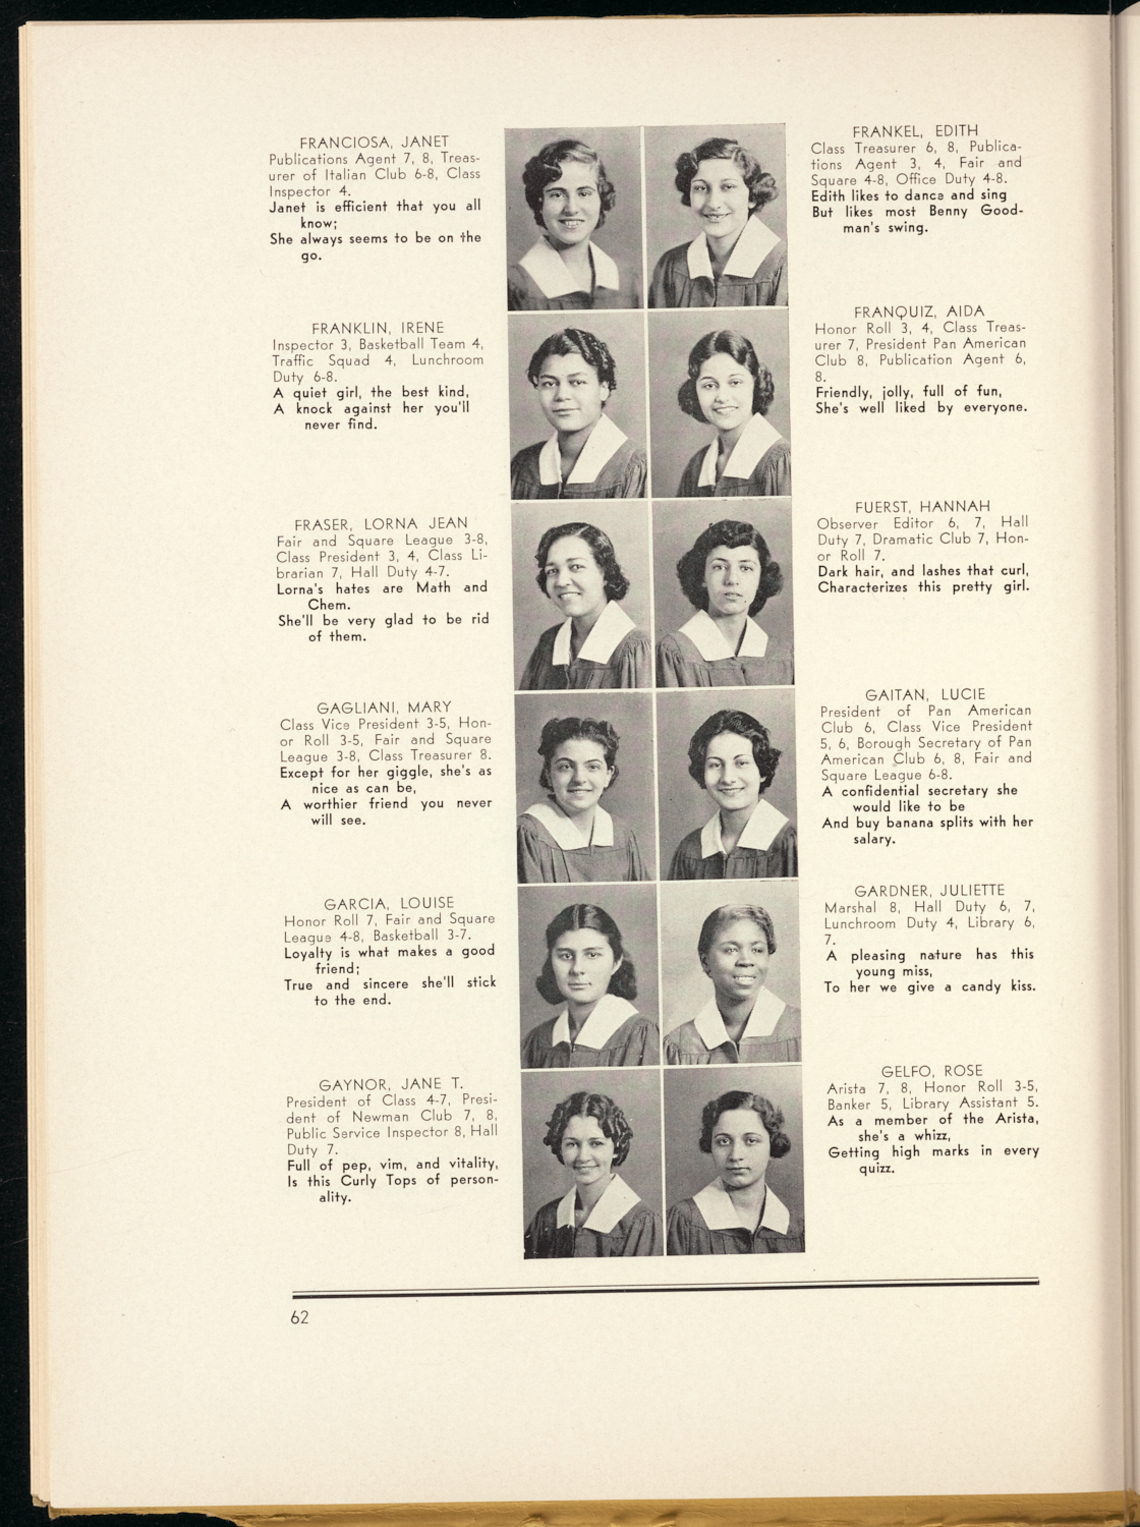 FRANCIOSA, JANET
Publications Agent 7, 8, Treas-
urer of Italian Club 6-8, Class
Inspector 4.
Janet is efficient that you all
know;
She always seems to be on the
go.
FRANKLIN, IRENE
Inspector 3, Basketball Team 4,
Traffic Squad 4, Lunchroom
Duty 6-8.
A quiet girl, the best kind,
A knock against her you'll
never find.
FRASER, LORNA JEAN
Fair and Square League 3-8,
Class President 3, 4, Class Li-
brarian 7, Hall Duty 4-7.
Lorna's hates are Math and
Chem.
She'll be very glad to be rid
of them.
GAGLIANI, MARY
Class Vice President 3-5, Hon-
or Roll 3-5, Fair and Square
League 3-8, Class Treasurer 8.
Except for her giggle, she's as
nice as can be,
A worthier friend you never
will see.
GARCIA, LOUISE
Honor Roll 7, Fair and Square
League 4-8, Basketball 3-7.
Loyalty is what makes a good
friend;
True and sincere she'll stick
to the end.
GAYNOR, JANE T.
President of Class 4-7, Presi-
dent of Newman Club 7, 8,
Public Service Inspector 8, Hall
Duty 7.
Full of pep, vim, and vitality,
Is this Curly Tops of person-
ality.
FRANKEL, EDITH
Class Treasurer 6, 8, Publica-
tions Agent 3, 4, Fair and
Square 4-8, Office Duty 4-8.
Edith likes to dance and sing
But likes most Benny Good-
man's swing.
FRANQUIZ, AIDA
Honor Roll 3, 4, Class Treas-
urer 7, President Pan American
Club 8, Publication Agent 6,
8.
Friendly, jolly, full of fun,
She's well liked by everyone.
FUERST, HANNAH
Observer Editor 6, 7, Hall
Duty 7, Dramatic Club 7, Hon-
or Roll 7.
Dark hair, and lashes that curl,
Characterizes this pretty girl.
GAITAN, LUCIE
President of Pan American
Club 6, Class Vice President
5, 6, Borough Secretary of Pan
American Club 6, 8, Fair and
Square League 6-8.
A confidential secretary she
would like to be
And buy banana splits with her
salary.
GARDNER, JULIETTE
Marshal 8, Hall Duty 6, 7,
Lunchroom Duty 4, Library 6,
7.
A pleasing nature has this
young miss,
To her we give a candy kiss.
GELFO, ROSE
Arista 7, 8, Honor Roll 3-5,
Banker 5, Library Assistant 5.
As a member of the Arista,
she's a whizz,
Getting high marks in every
quizz.
62